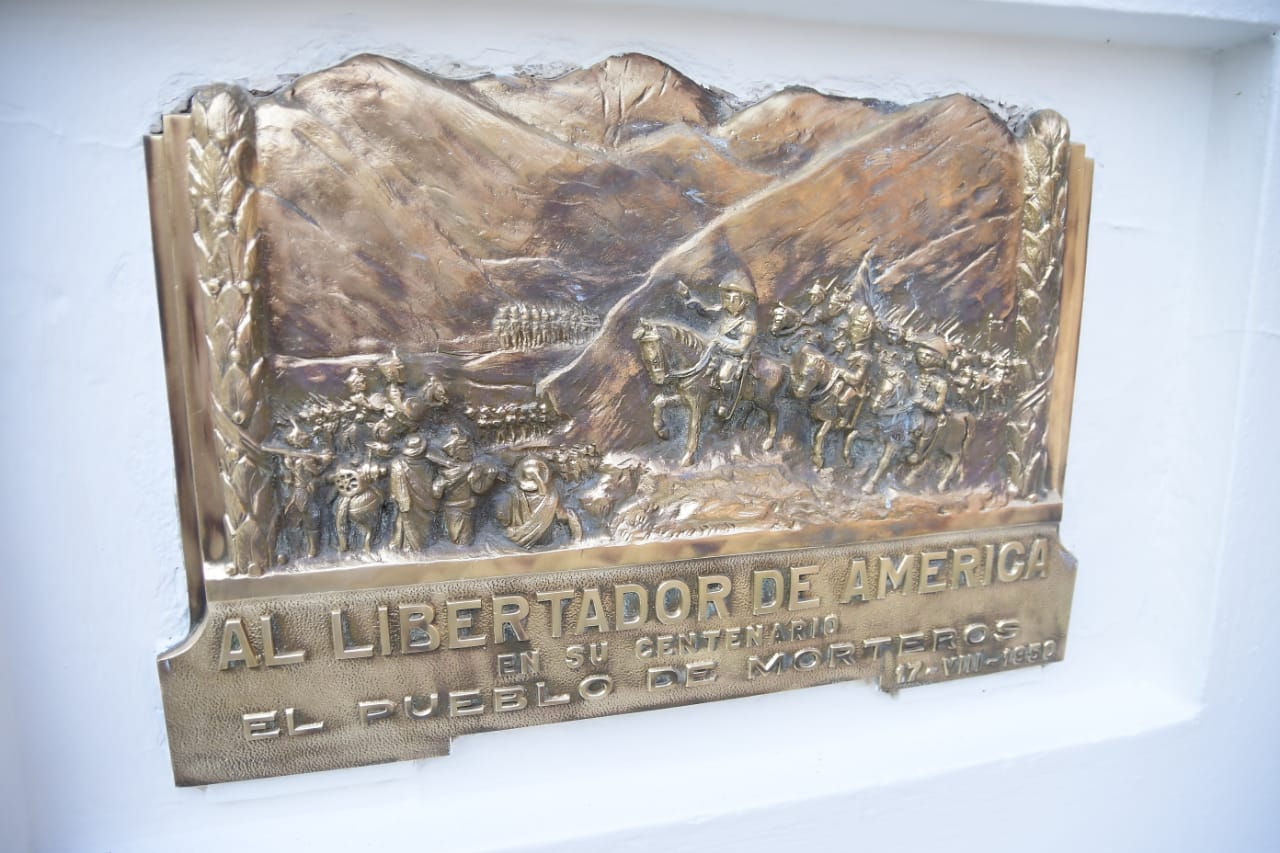 AL LIBERTADOR DE AMERICA
EN SU CENTENARIO
EL PUEBLO DE MORTEROS
17-VIII-1950